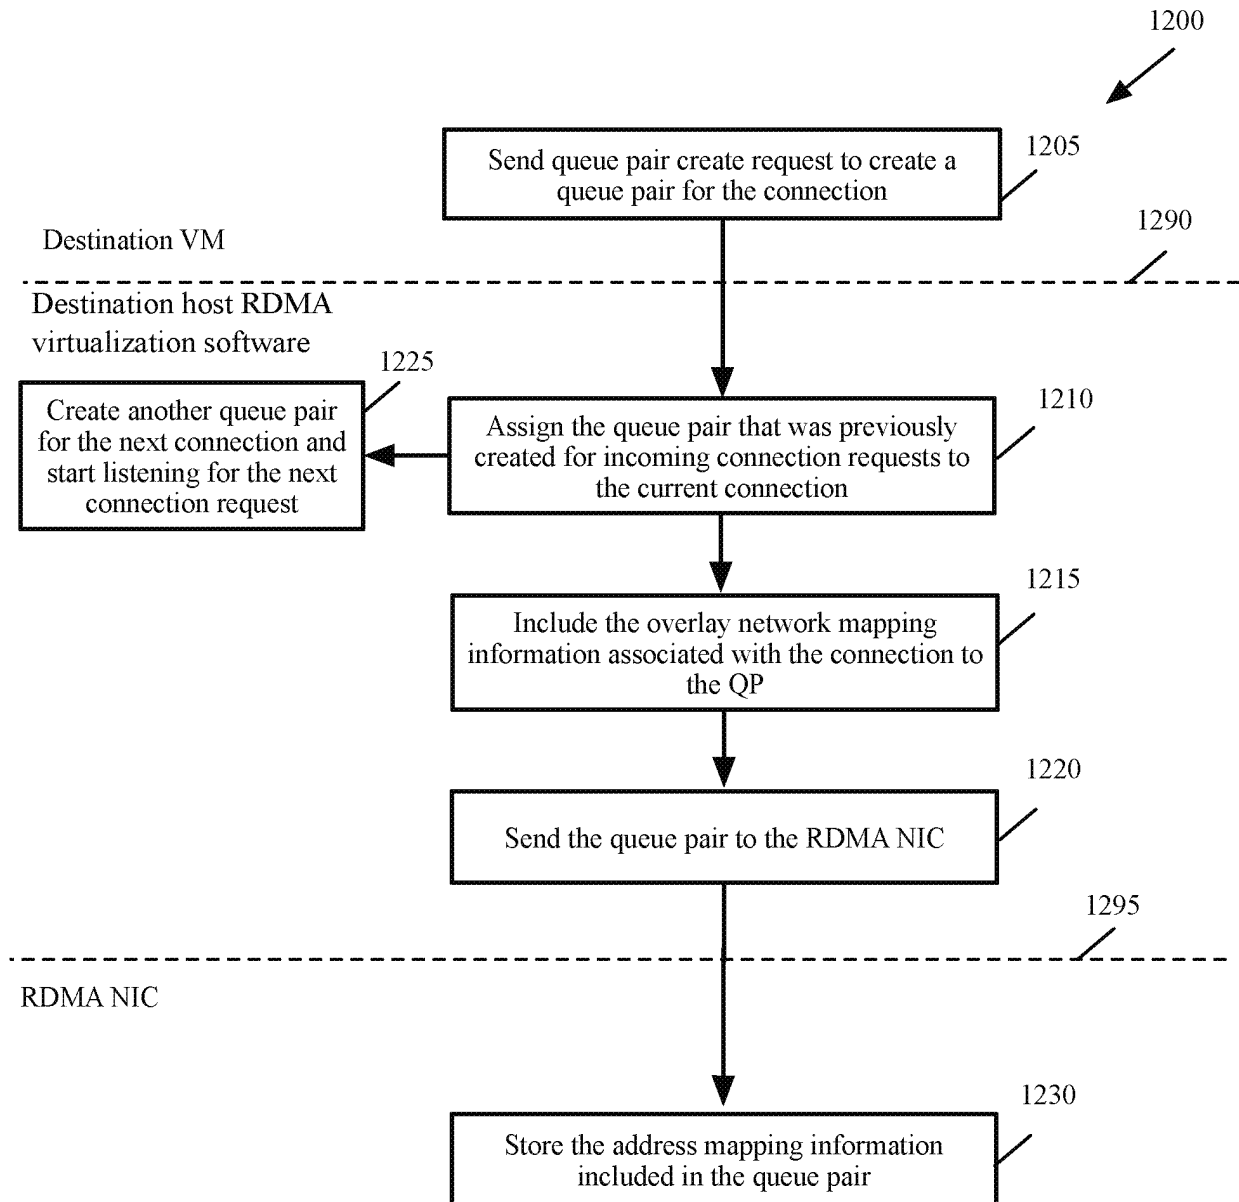 1200
Send queue pair create request to create a
queue pair for the connection
1205
Destination VM
1290
Destination host RDMA
virtualization software
1225
Create another queue pair
for the next connection and
start listening for the next
connection request
1210
Assign the queue pair that was previously
created for incoming connection requests to
the current connection
1215
Include the overlay network mapping
information associated with the connection to
the QP
1220
Send the queue pair to the RDMA NIC
1295
RDMA NIC
1230
Store the address mapping information
included in the queue pair